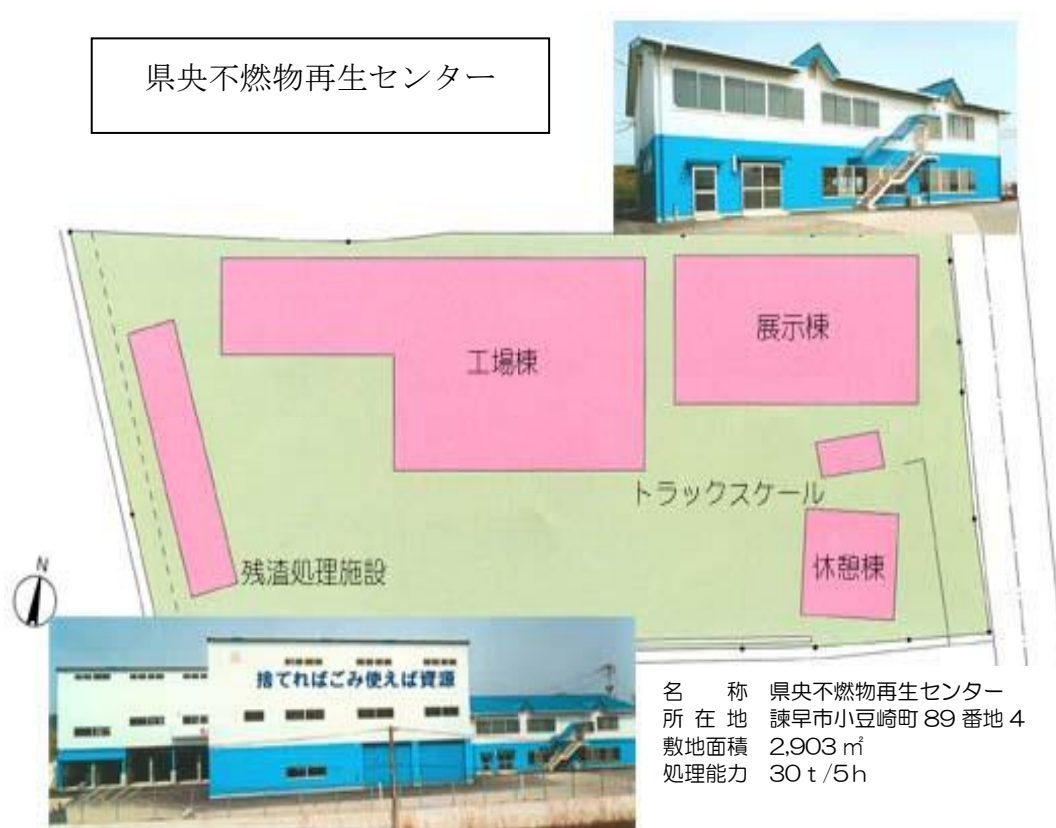 県央不燃物再生センター
工場棟
展示棟
トラックスケール
休憩棟
残渣処理施設
N
捨てればごみ使えば資源
名　　称　県央不燃物再生センター
所 在 地　諫早市小豆崎町 89 番地 4
敷地面積　2,903 ㎡
処理能力　30ｔ/5ｈ